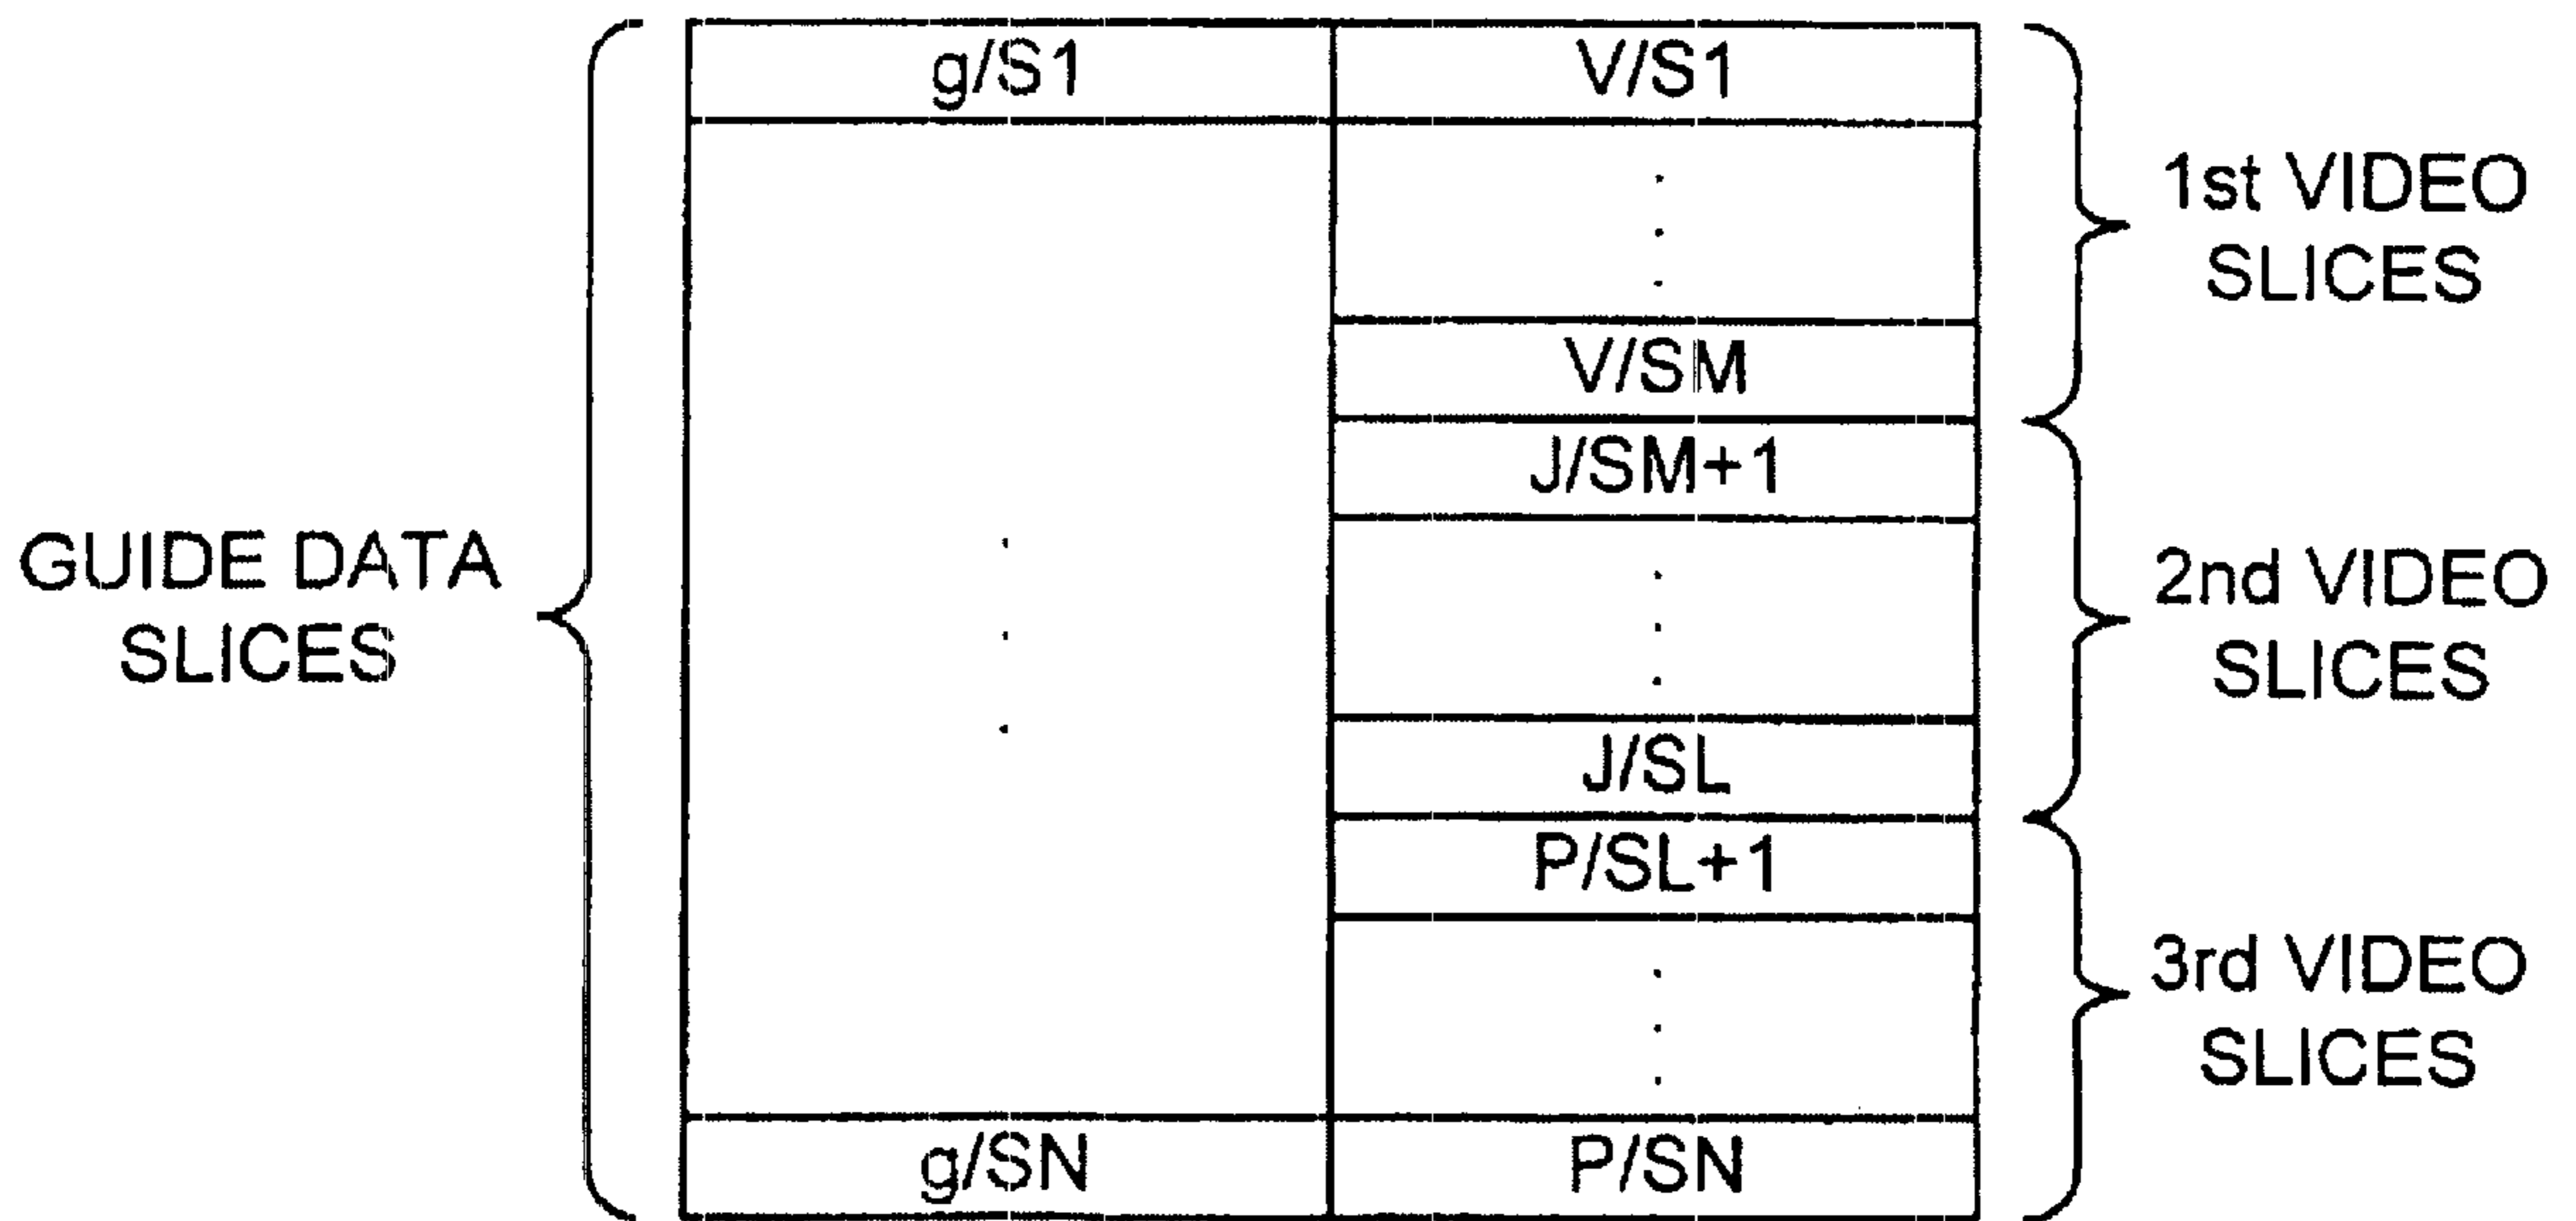 GUIDE DATA
SLICES
g/S1
g/SN
V/S1
V/SM
J/SM+1
J/SL
P/SL+1
P/SN
1st VIDEO
SLICES
2nd VIDEO
SLICES
3rd VIDEO
SLICES